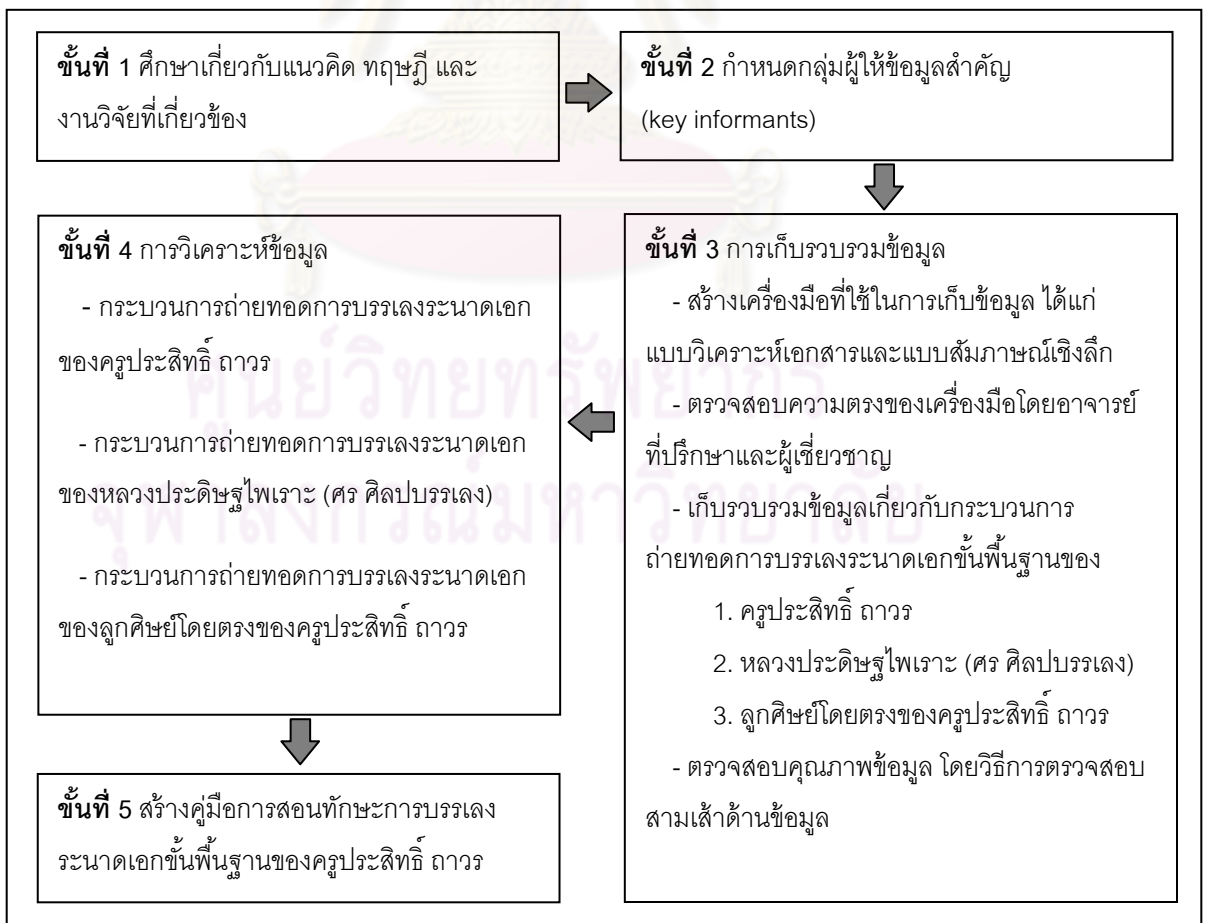 ขั้นที่ 1 ศึกษาเกี่ยวกับแนวคิด ทฤษฎี และ
งานวิจัยที่เกี่ยวข้อง
ขั้นที่ 2 กำหนดกลุ่มผู้ให้ข้อมูลสำคัญ
(key informants)
ขั้นที่ 3 การเก็บรวบรวมข้อมูล
- สร้างเครื่องมือที่ใช้ในการเก็บข้อมูล ได้แก่
แบบวิเคราะห์เอกสารและแบบสัมภาษณ์เชิงลึก
- ตรวจสอบความตรงของเครื่องมือโดยอาจารย์
ที่ปรึกษาและผู้เชี่ยวชาญ
- เก็บรวบรวมข้อมูลเกี่ยวกับกระบวนการ
ถ่ายทอดการบรรเลงระนาดเอกขั้นพื้นฐานของ
1. ครูประสิทธิ์ ถาวร
2. หลวงประดิษฐไพเราะ (ศร ศิลปบรรเลง)
3. ลูกศิษย์โดยตรงของครูประสิทธิ์ ถาวร
- ตรวจสอบคุณภาพข้อมูล โดยวิธีการตรวจสอบ
สามเส้าด้านข้อมูล
ขั้นที่ 4 การวิเคราะห์ข้อมูล
- กระบวนการถ่ายทอดการบรรเลงระนาดเอก
ของครูประสิทธิ์ ถาวร
- กระบวนการถ่ายทอดการบรรเลงระนาดเอก
ของหลวงประดิษฐไพเราะ (ศร ศิลปบรรเลง)
- กระบวนการถ่ายทอดการบรรเลงระนาดเอก
ของลูกศิษย์โดยตรงของครูประสิทธิ์ ถาวร
ขั้นที่ 5 สร้างคู่มือการสอนทักษะการบรรเลง
ระนาดเอกขั้นพื้นฐานของครูประสิทธิ์ ถาวร
ศูนย์วิทยทรัพยากร
จุฬาลงกรณ์มหาวิทยาลัย